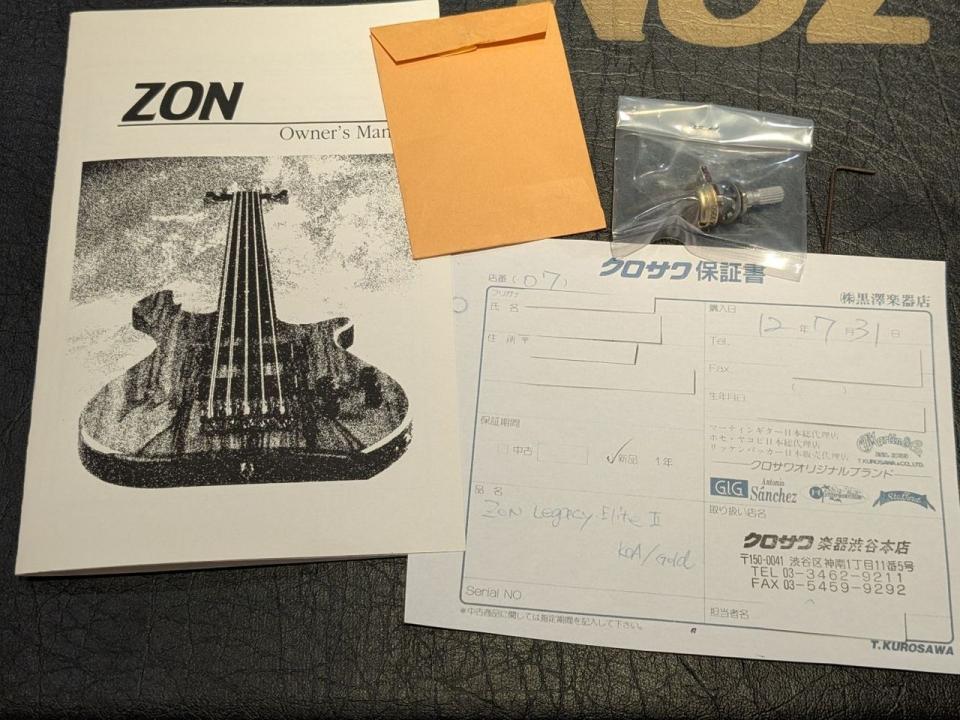 ZON
ZON
Owner's Man
クロサワ 保証書
店番 ( 07 )
(株)黒澤楽器店
フリガナ
氏 名
購入日
12 年 7 月 31 日
住 所 〒
Tel.
Fax.
( )
生年月日
保証期間
中古
✓新品 1年
マーティンギター日本総代理店
ホセ・ヤコピ日本総代理店
リッケンバッカー日本販売代理店
T.KUROSAWA & CO., LTD.
クロサワオリジナルブランド
GIG
Antonio Sánchez
Stafford
品 名
Zon Legacy Elite II
KOA/Gold
取り扱い店名
クロサワ 楽器渋谷本店
〒150-0041 渋谷区神南1丁目11番5号
TEL 03-3462-9211
FAX 03-5459-9292
Serial NO
担当者名
※中古商品に関しては指定期間を記入して下さい。
T.KUROSAWA